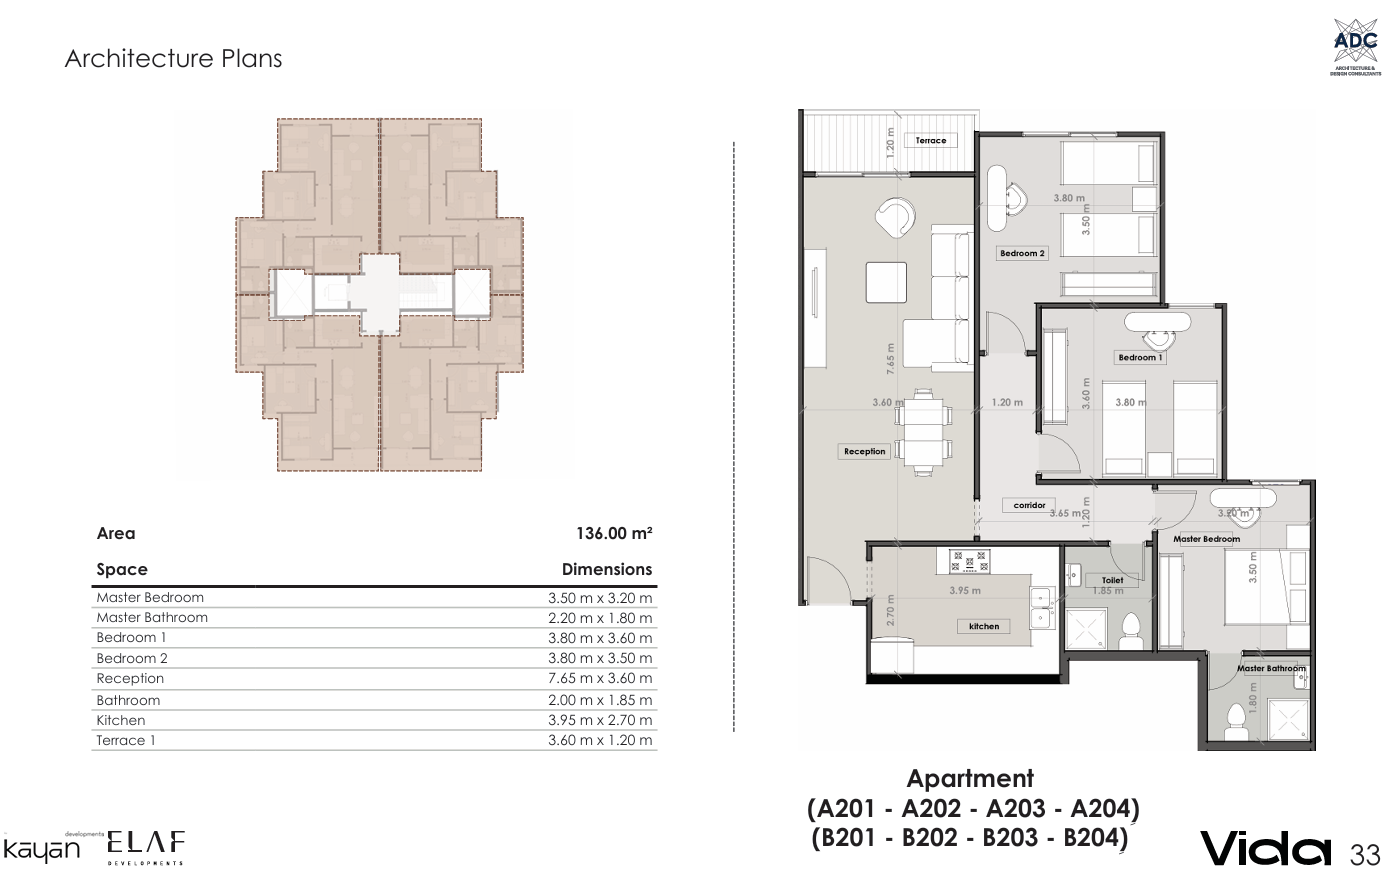 Architecture Plans
ADC
ARCHITECTURE &
DESIGN CONSULTANTS
Area 136.00 m²
Space Dimensions
Master Bedroom 3.50 m x 3.20 m
Master Bathroom 2.20 m x 1.80 m
Bedroom 1 3.80 m x 3.60 m
Bedroom 2 3.80 m x 3.50 m
Reception 7.65 m x 3.60 m
Bathroom 2.00 m x 1.85 m
Kitchen 3.95 m x 2.70 m
Terrace 1 3.60 m x 1.20 m
Terrace
1.20 m
3.80 m
3.50 m
Bedroom 2
Bedroom 1
7.65 m
3.60 m
1.20 m
3.60 m
3.80 m
Reception
corridor
3.65 m
1.20 m
3.20 m
Master Bedroom
3.50 m
Toilet
1.85 m
3.95 m
2.70 m
kitchen
Master Bathroom
1.80 m
Apartment
(A201 - A202 - A203 - A204)
(B201 - B202 - B203 - B204)
developments
kayan
ELAF
DEVELOPMENTS
Vida 33